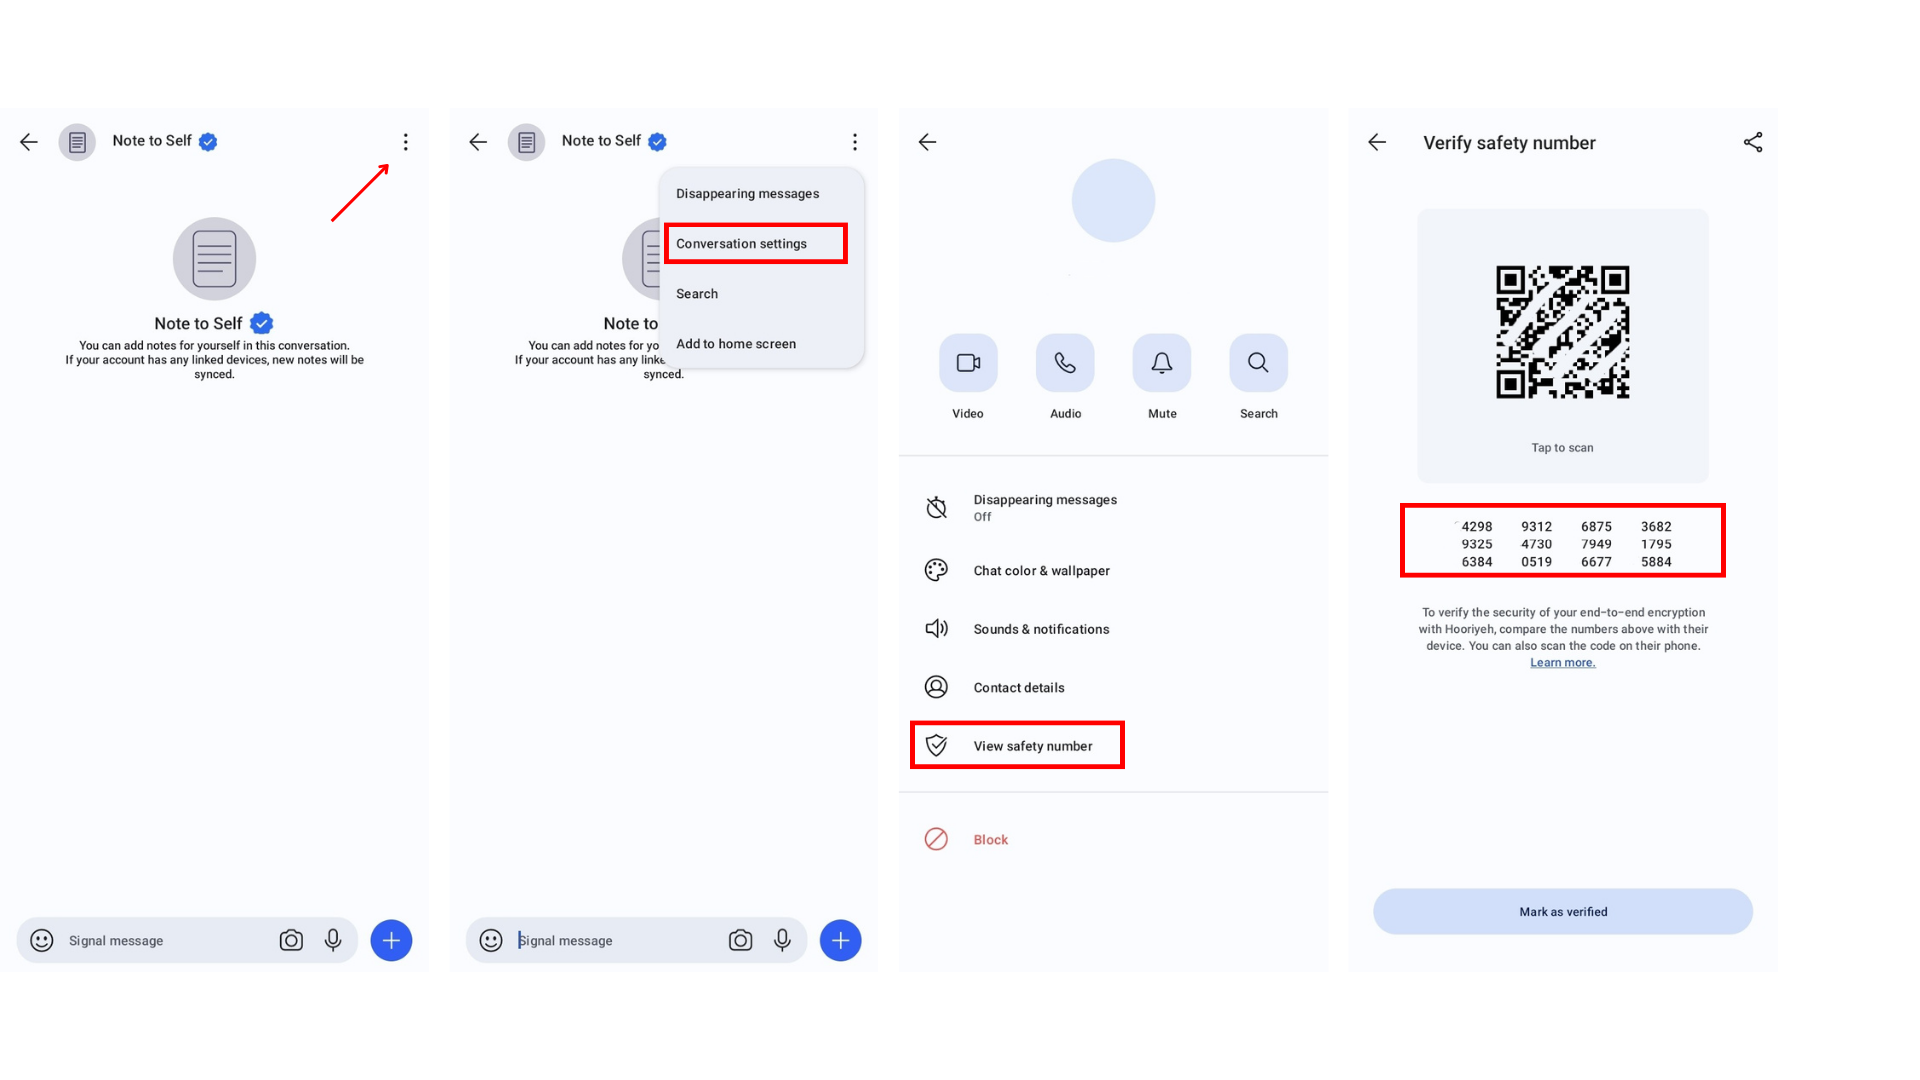 Note to Self
Note to Self
You can add notes for yourself in this conversation.
If your account has any linked devices, new notes will be
synced.
Signal message
Note to Self
Disappearing messages
Conversation settings
Search
Add to home screen
Note to
You can add notes for yo
If your account has any linke
synced.
Signal message
Video
Audio
Mute
Search
Disappearing messages
Off
Chat color & wallpaper
Sounds & notifications
Contact details
View safety number
Block
Verify safety number
Tap to scan
4298 9312 6875 3682
9325 4730 7949 1795
6384 0519 6677 5884
To verify the security of your end-to-end encryption
with Hooriyeh, compare the numbers above with their
device. You can also scan the code on their phone.
Learn more.
Mark as verified